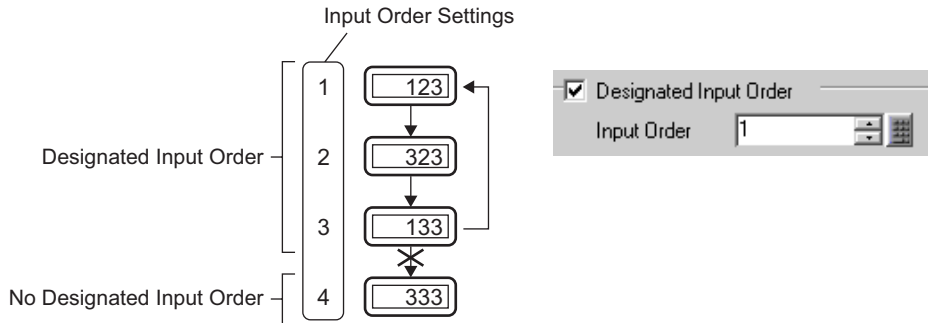 Input Order Settings
1
123
Designated Input Order
Input Order
1
Designated Input Order
2
323
3
133
No Designated Input Order
4
333